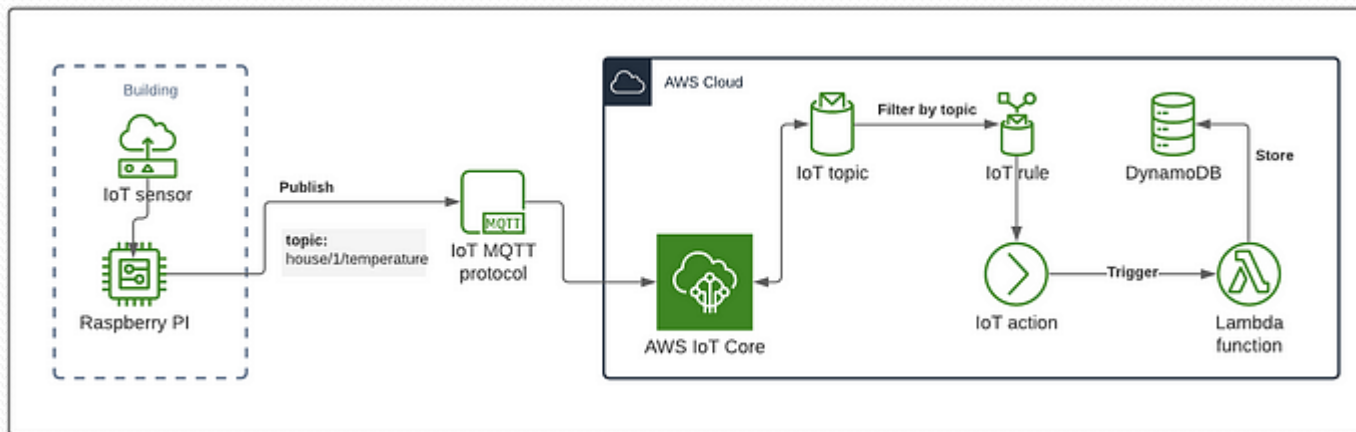 Building
IoT sensor
Raspberry PI
Publish
topic:
house/1/temperature
MQTT
IoT MQTT
protocol
AWS Cloud
AWS IoT Core
IoT topic
Filter by topic
IoT rule
IoT action
Trigger
Lambda
function
Store
DynamoDB